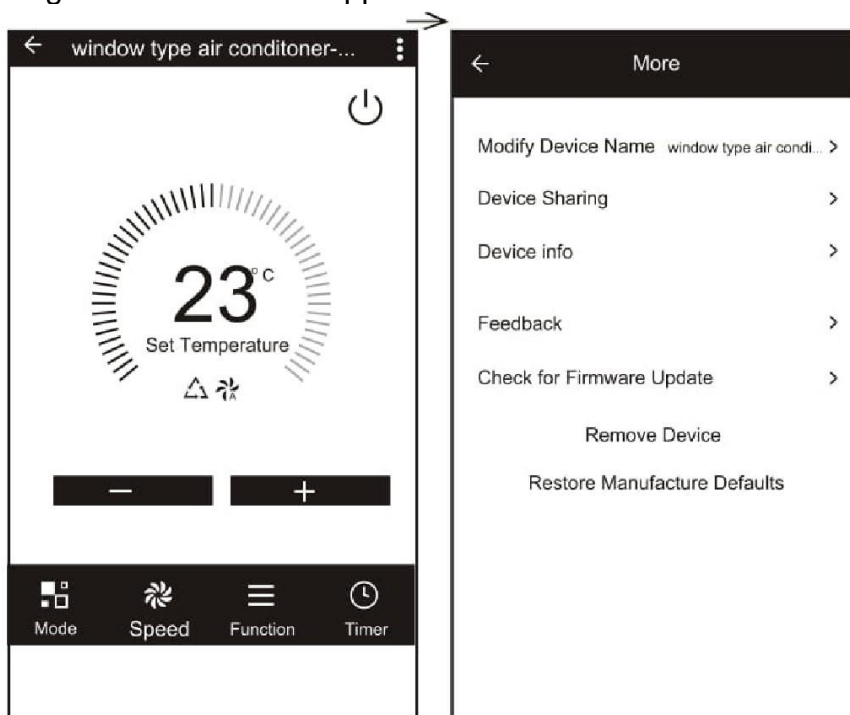 window type air conditoner-...
23°C
Set Temperature
A
− +
Mode Speed Function Timer
More
Modify Device Name window type air condi... >
Device Sharing >
Device info >
Feedback >
Check for Firmware Update >
Remove Device
Restore Manufacture Defaults